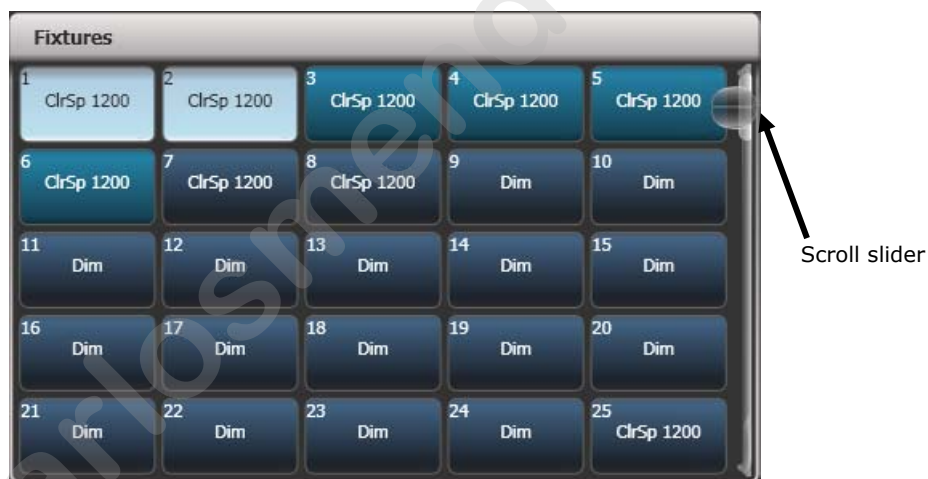 Fixtures
1 2 3 4 5
ClrSp 1200 ClrSp 1200 ClrSp 1200 ClrSp 1200 ClrSp 1200
6 7 8 9 10
ClrSp 1200 ClrSp 1200 ClrSp 1200 Dim Dim
11 12 13 14 15
Dim Dim Dim Dim Dim
Scroll slider
16 17 18 19 20
Dim Dim Dim Dim Dim
21 22 23 24 25
Dim Dim Dim Dim ClrSp 1200
arlosmend